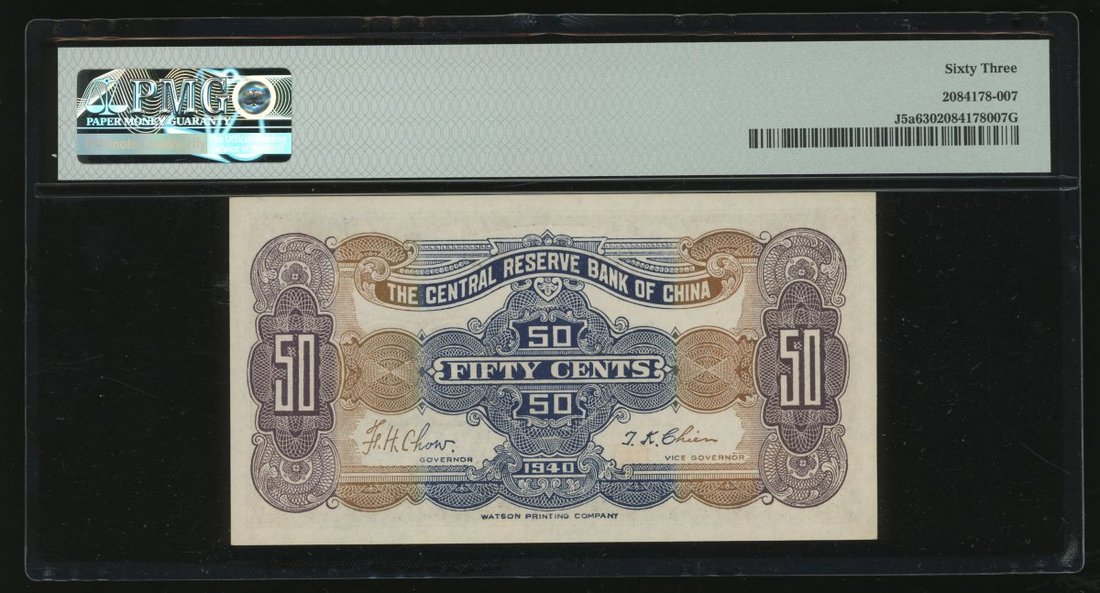 Sixty Three
2084178-007
J5a6302084178007G
PMG
PAPER MONEY GUARANTY
THE CENTRAL RESERVE BANK OF CHINA
50
50
FIFTY CENTS
50
50
F. H. Chow.
GOVERNOR
T. K. Chien
VICE GOVERNOR
1940
WATSON PRINTING COMPANY